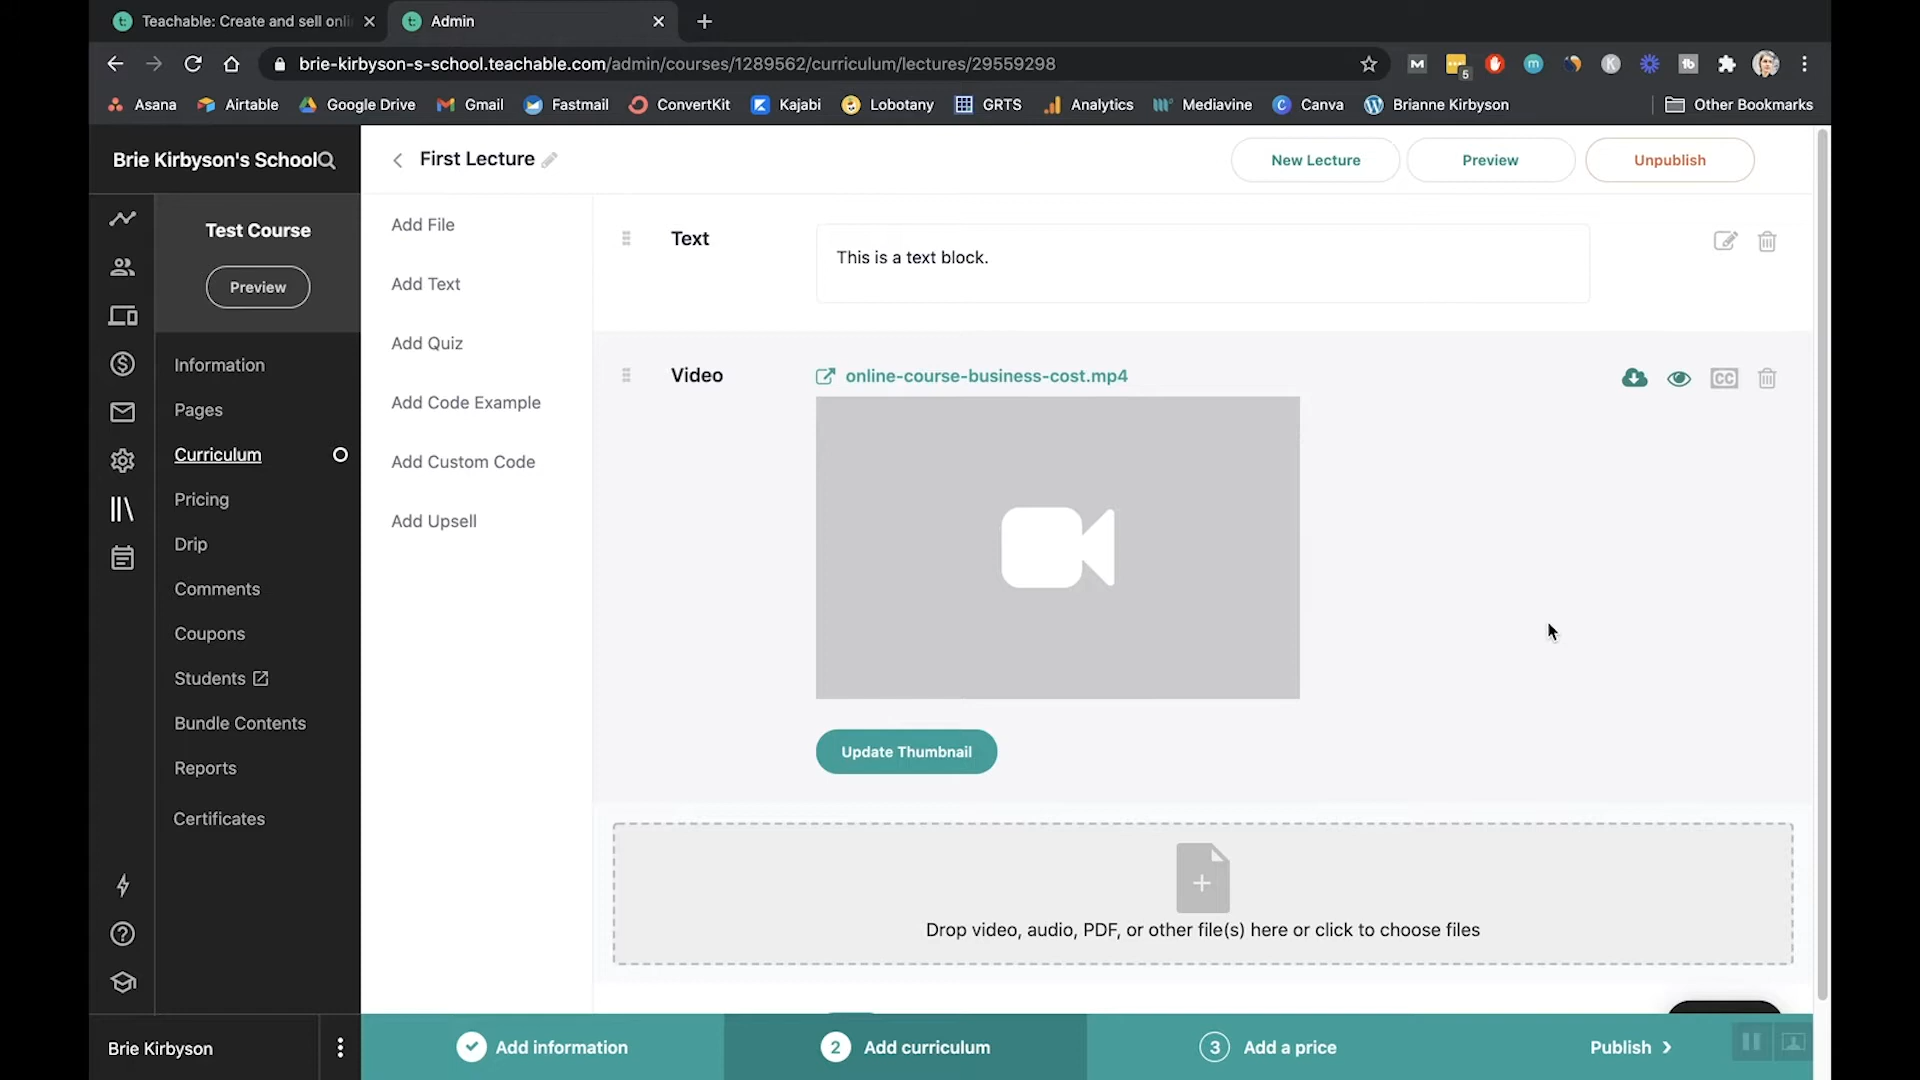 Teachable: Create and sell onli
Admin
brie-kirbyson-s-school.teachable.com/admin/courses/1289562/curriculum/lectures/29559298
M
5
m
K
tb
Asana
Airtable
Google Drive
Gmail
Fastmail
ConvertKit
Kajabi
Lobotany
GRTS
Analytics
Mediavine
Canva
Brianne Kirbyson
Other Bookmarks
Brie Kirbyson's School
First Lecture
New Lecture
Preview
Unpublish
Test Course
Preview
Information
Pages
Curriculum
Pricing
Drip
Comments
Coupons
Students
Bundle Contents
Reports
Certificates
Brie Kirbyson
Add File
Add Text
Add Quiz
Add Code Example
Add Custom Code
Add Upsell
Text
This is a text block.
Video
online-course-business-cost.mp4
CC
Update Thumbnail
Drop video, audio, PDF, or other file(s) here or click to choose files
Add information
2 Add curriculum
3 Add a price
Publish